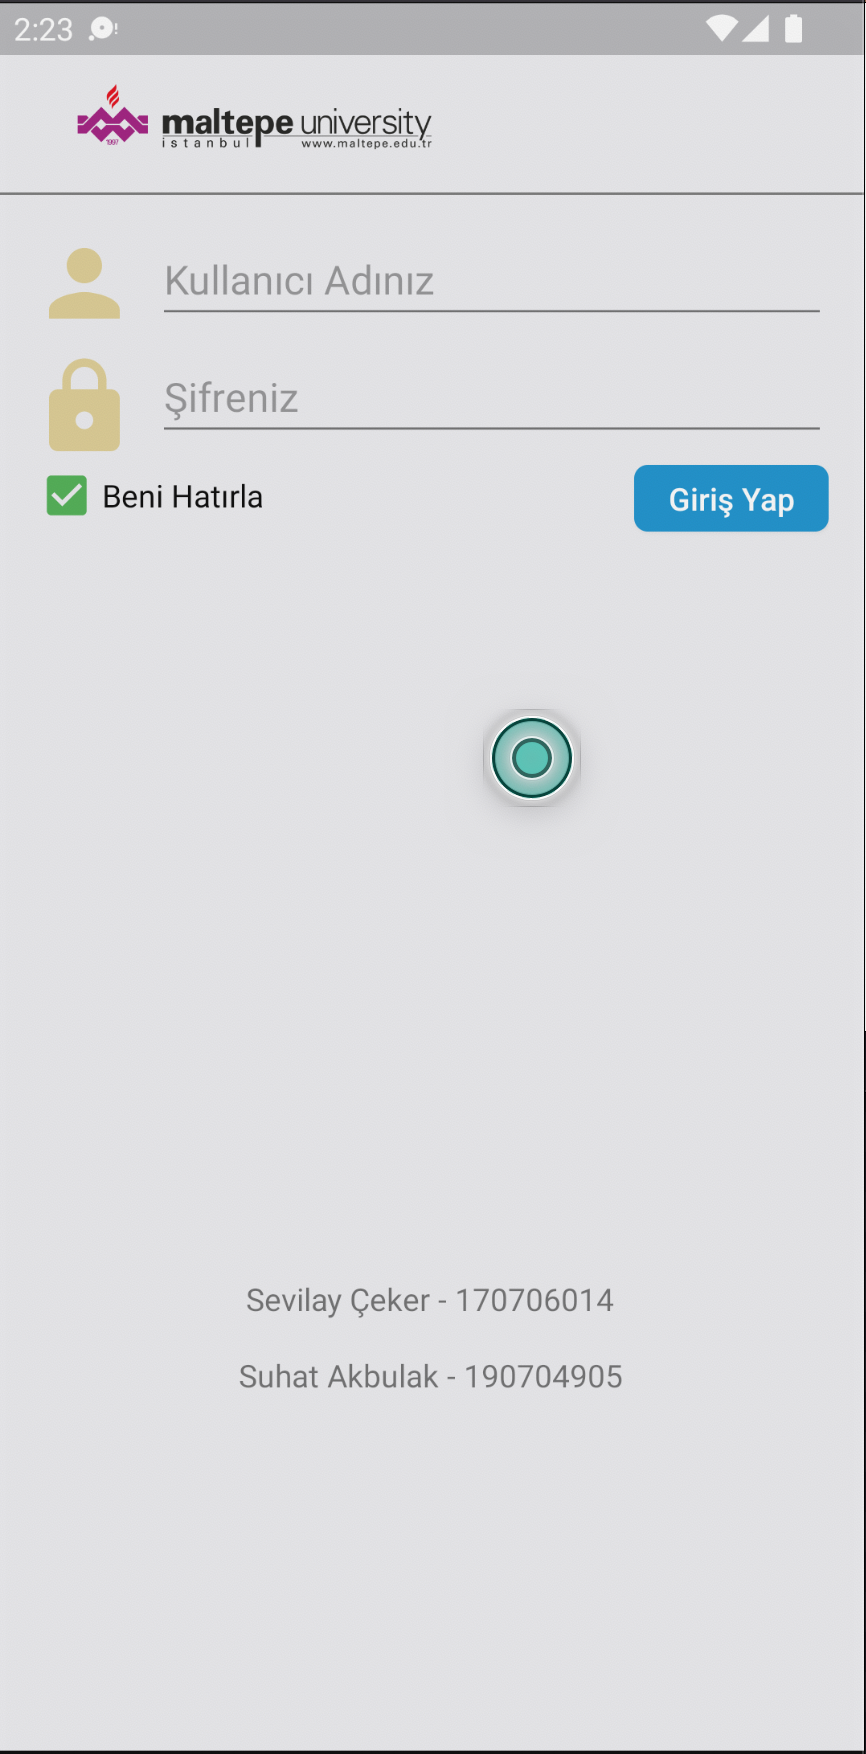 2:23
maltepe university
istanbul www.maltepe.edu.tr
1997
Kullanıcı Adınız
Şifreniz
Beni Hatırla
Giriş Yap
Sevilay Çeker - 170706014
Suhat Akbulak - 190704905